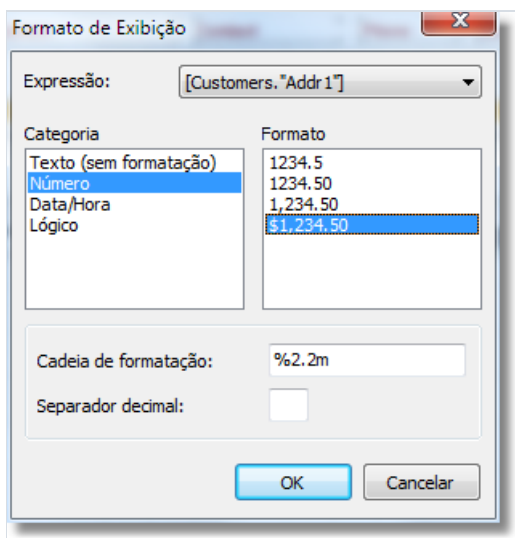 Formato de Exibição
Expressão: [Customers."Addr1"]
Categoria Formato
Texto (sem formatação) 1234.5
Número 1234.50
Data/Hora 1,234.50
Lógico $1,234.50
Cadeia de formatação: %2.2m
Separador decimal:
OK Cancelar